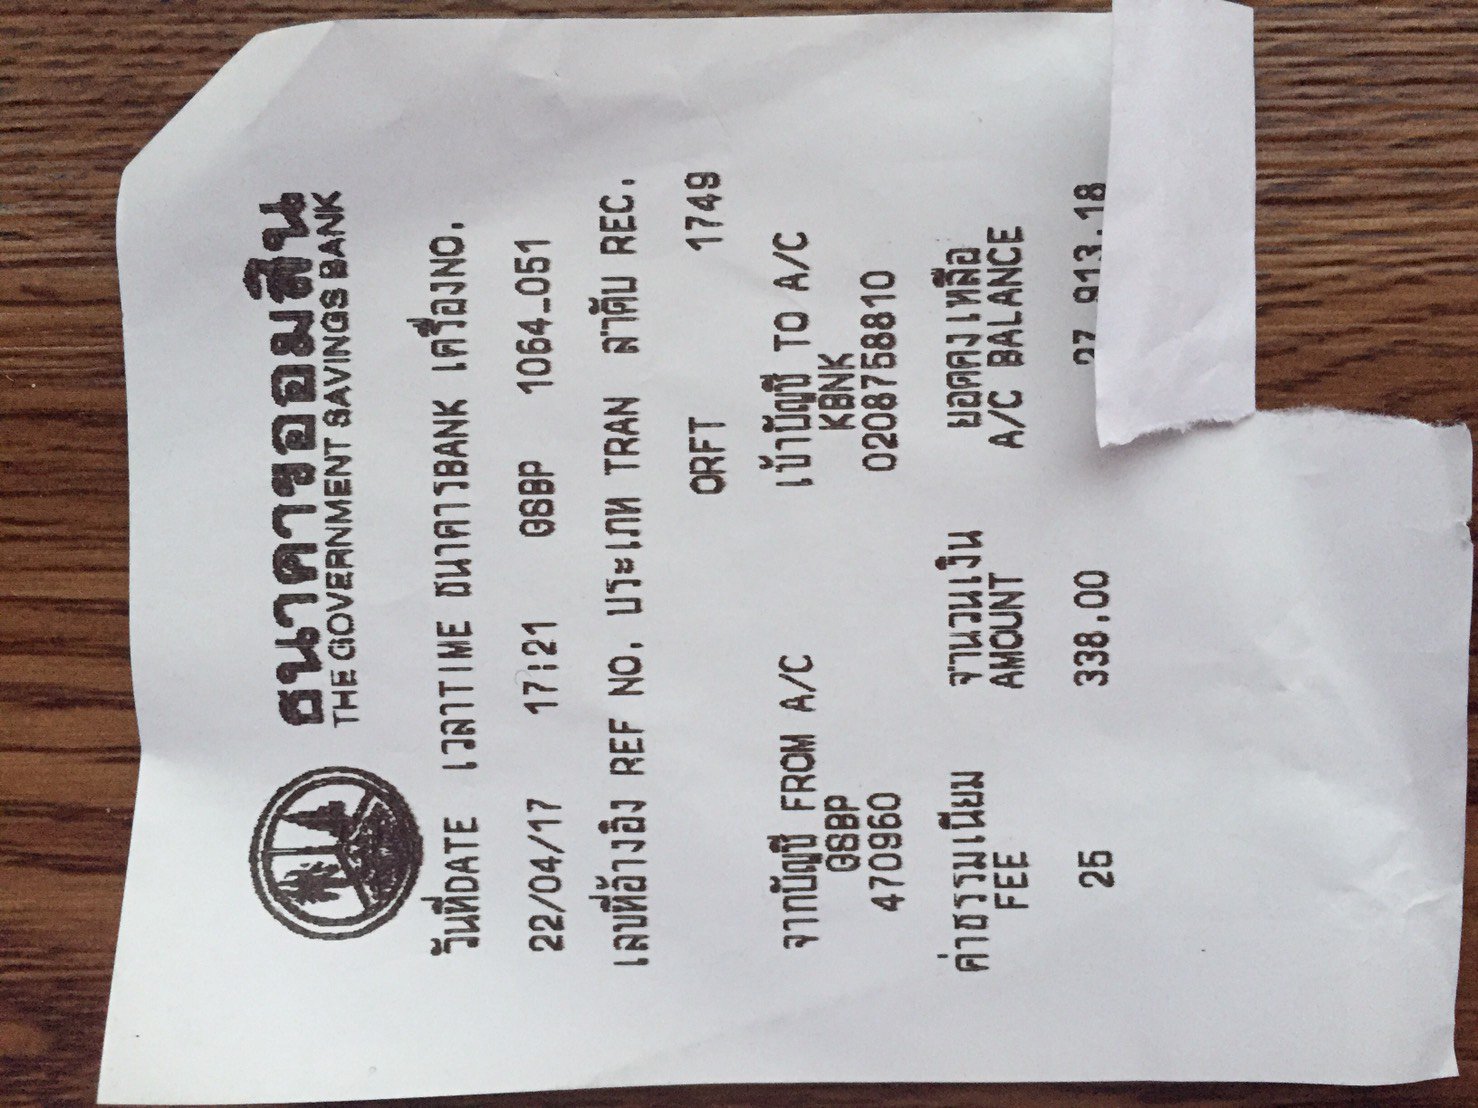 ธนาคารออมสิน
THE GOVERNMENT SAVINGS BANK
วันที่DATE เวลาTIME ธนาคารBANK เครื่องNO.
22/04/17 17:21 GSBP 1064_051
เลขที่อ้างอิง REF NO. ประเภท TRAN ลำดับ REC.
ORFT 1749
จากบัญชี FROM A/C เข้าบัญชี TO A/C
GSBP KBNK
470960 0208758810
ค่าธรรมเนียม จำนวนเงิน ยอดคงเหลือ
FEE AMOUNT A/C BALANCE
25 338.00 27,913.18